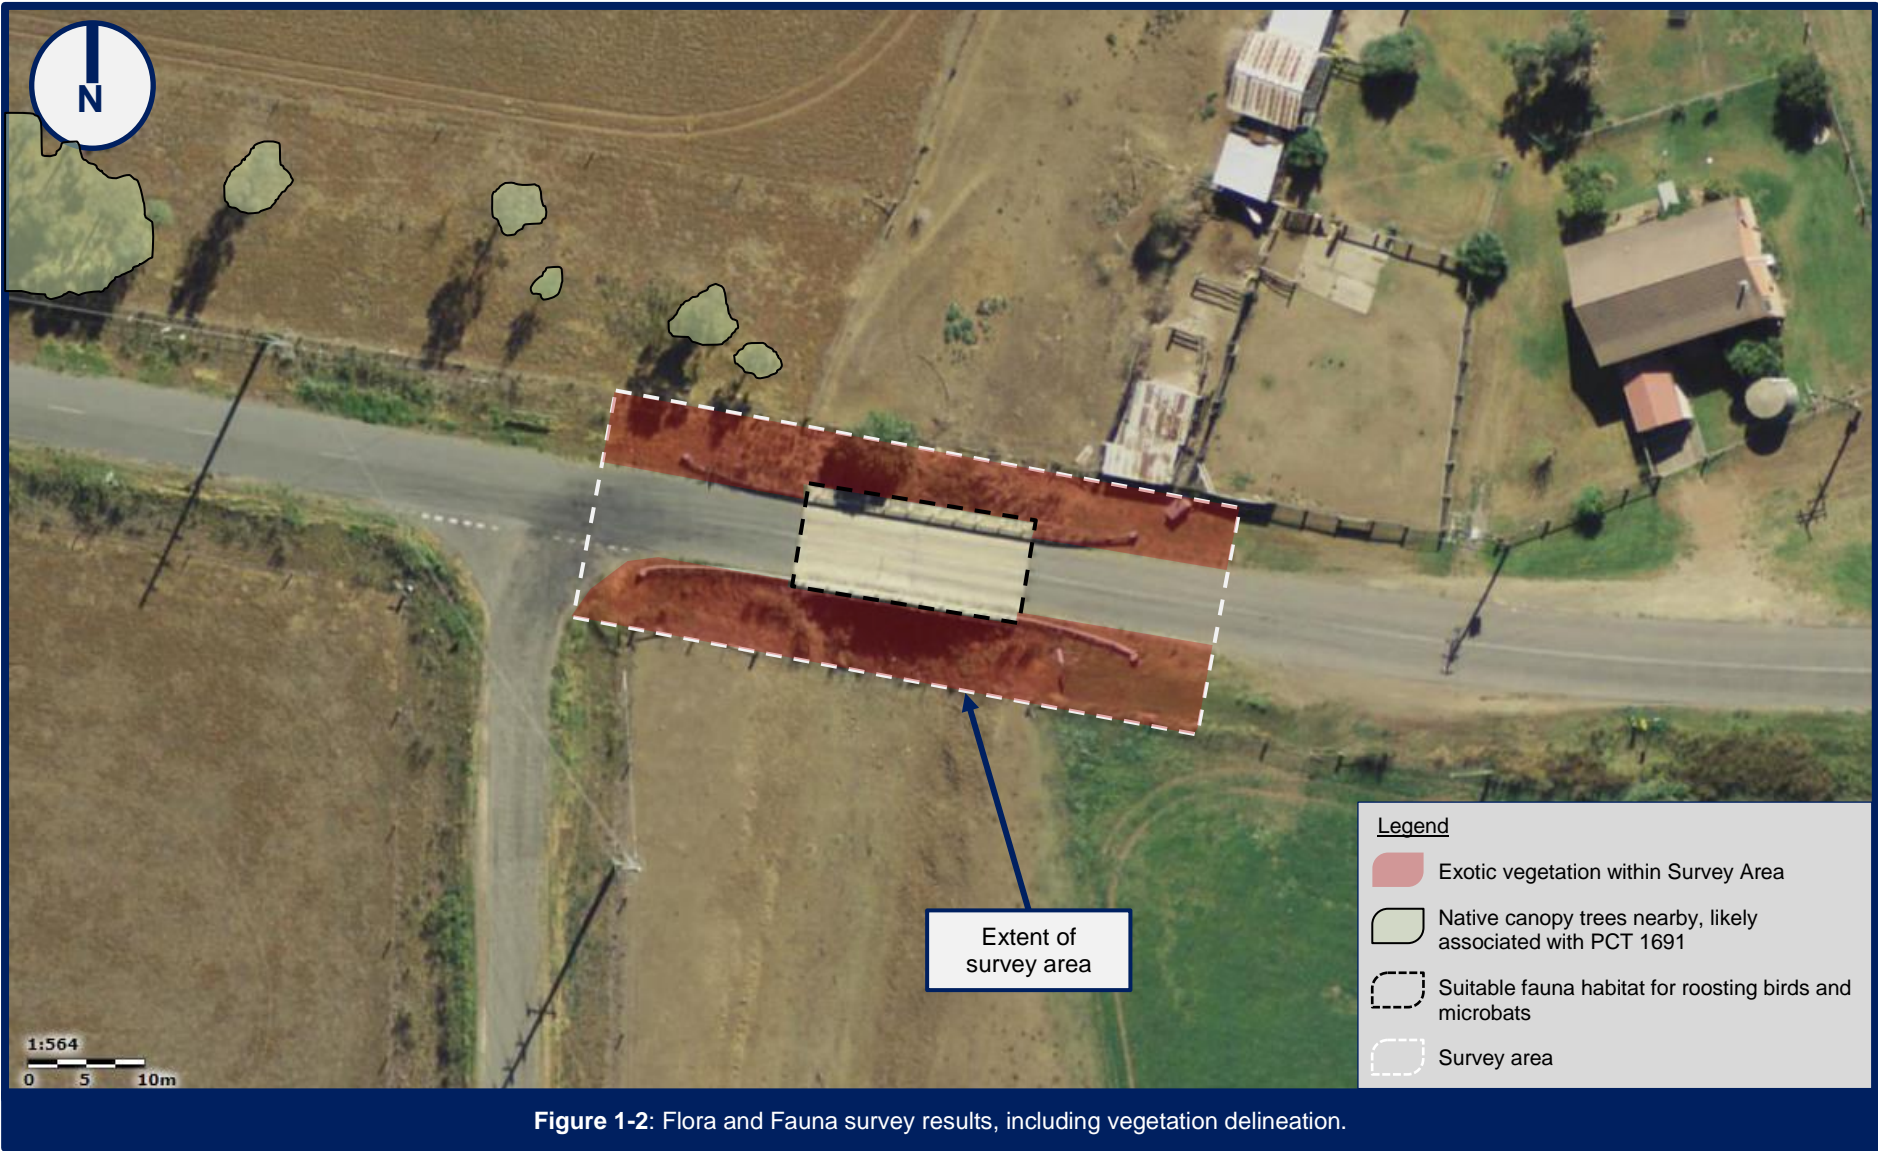 N
Extent of
survey area
Legend
Exotic vegetation within Survey Area
Native canopy trees nearby, likely
associated with PCT 1691
Suitable fauna habitat for roosting birds and
microbats
Survey area
1:564
0 5 10m
Figure 1-2: Flora and Fauna survey results, including vegetation delineation.